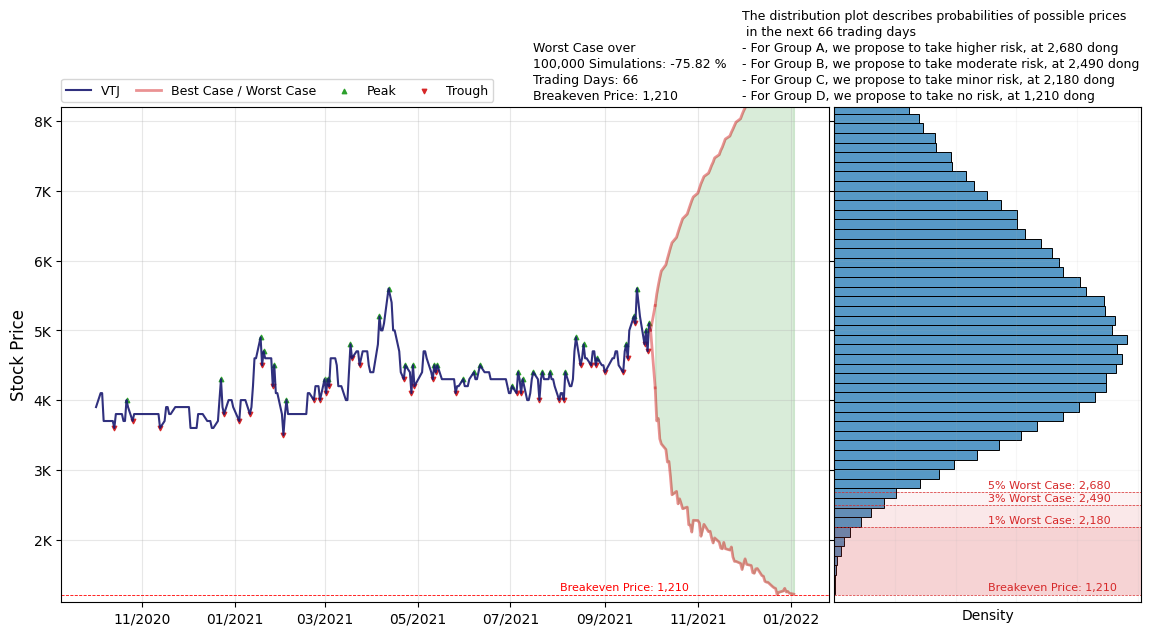 The distribution plot describes probabilities of possible prices
in the next 66 trading days
- For Group A, we propose to take higher risk, at 2,680 dong
- For Group B, we propose to take moderate risk, at 2,490 dong
- For Group C, we propose to take minor risk, at 2,180 dong
- For Group D, we propose to take no risk, at 1,210 dong
Worst Case over
100,000 Simulations: -75.82 %
Trading Days: 66
Breakeven Price: 1,210
VTJ
Best Case / Worst Case
Peak
Trough
Stock Price
8K
7K
6K
5K
4K
3K
2K
Breakeven Price: 1,210
11/2020
01/2021
03/2021
05/2021
07/2021
09/2021
11/2021
01/2022
5% Worst Case: 2,680
3% Worst Case: 2,490
1% Worst Case: 2,180
Breakeven Price: 1,210
Density